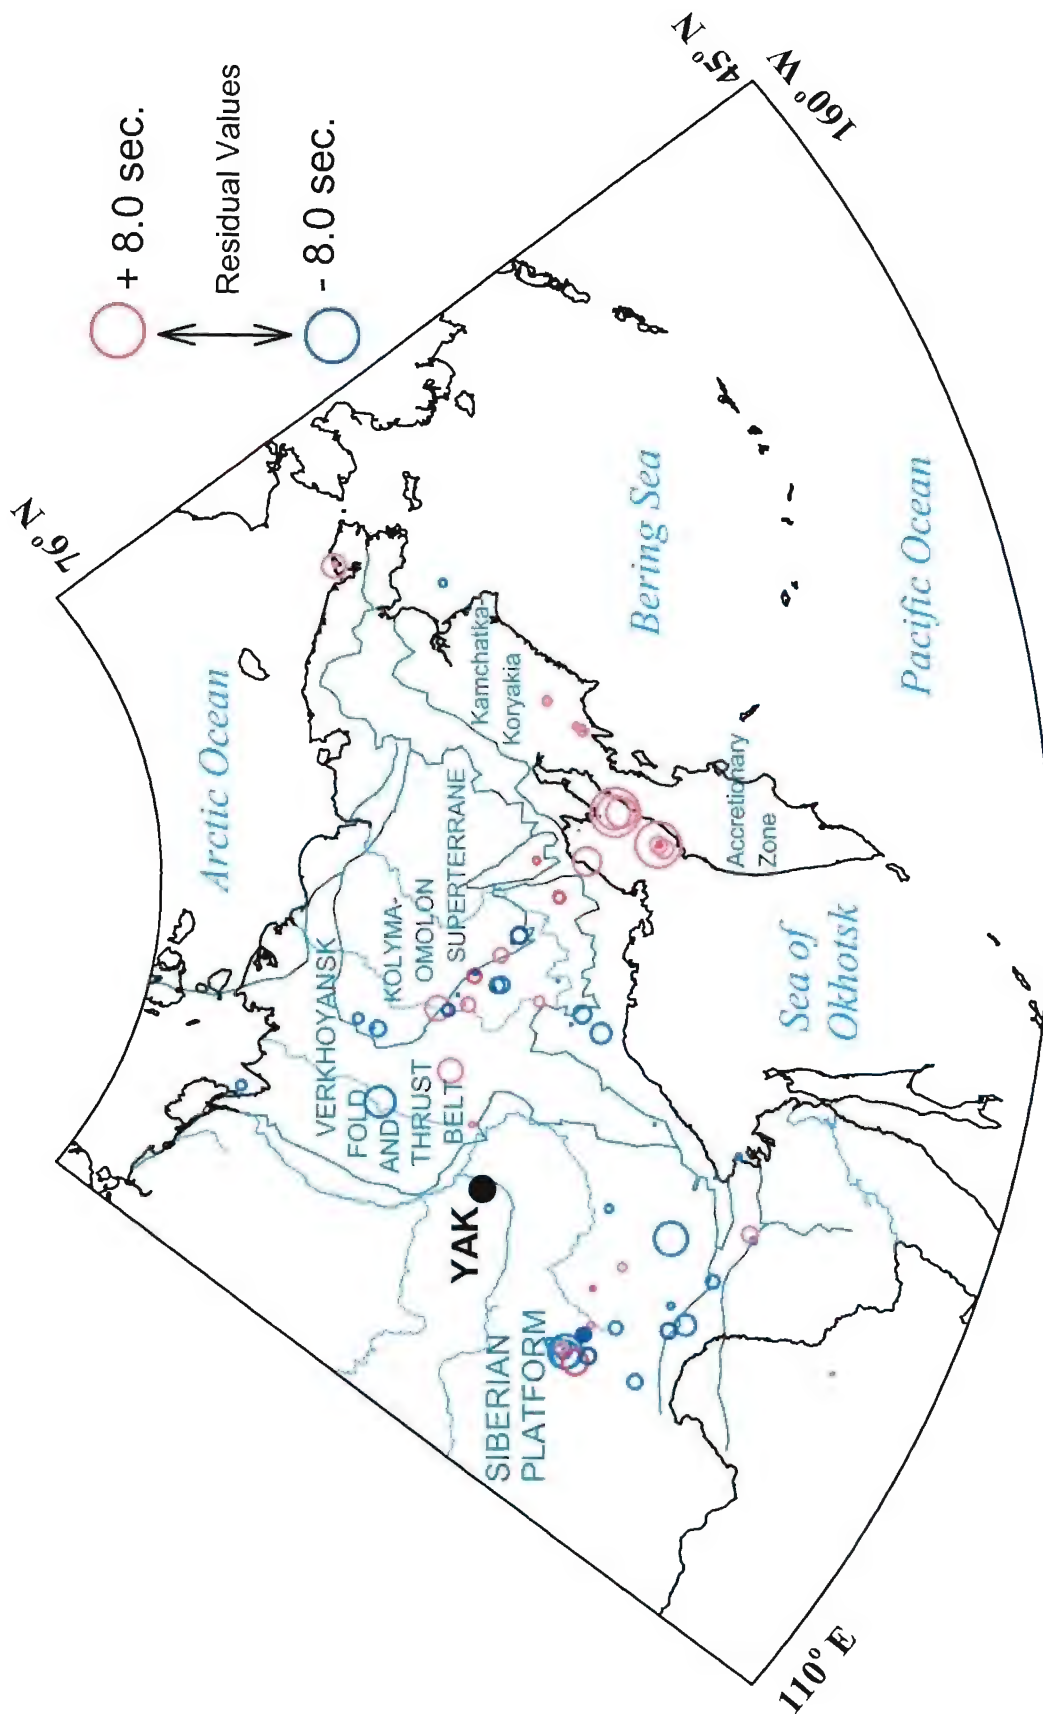 76° N
45° N
160° W
110° E
+ 8.0 sec.
Residual Values
- 8.0 sec.
Arctic Ocean
Bering Sea
Pacific Ocean
Sea of
Okhotsk
Kamchatka-
Koryakia
Accretionary
Zone
KOLYMA-
OMOLON
SUPERTERRANE
VERKHOYANSK
FOLD
AND
THRUST
BELT
YAK
SIBERIAN
PLATFORM